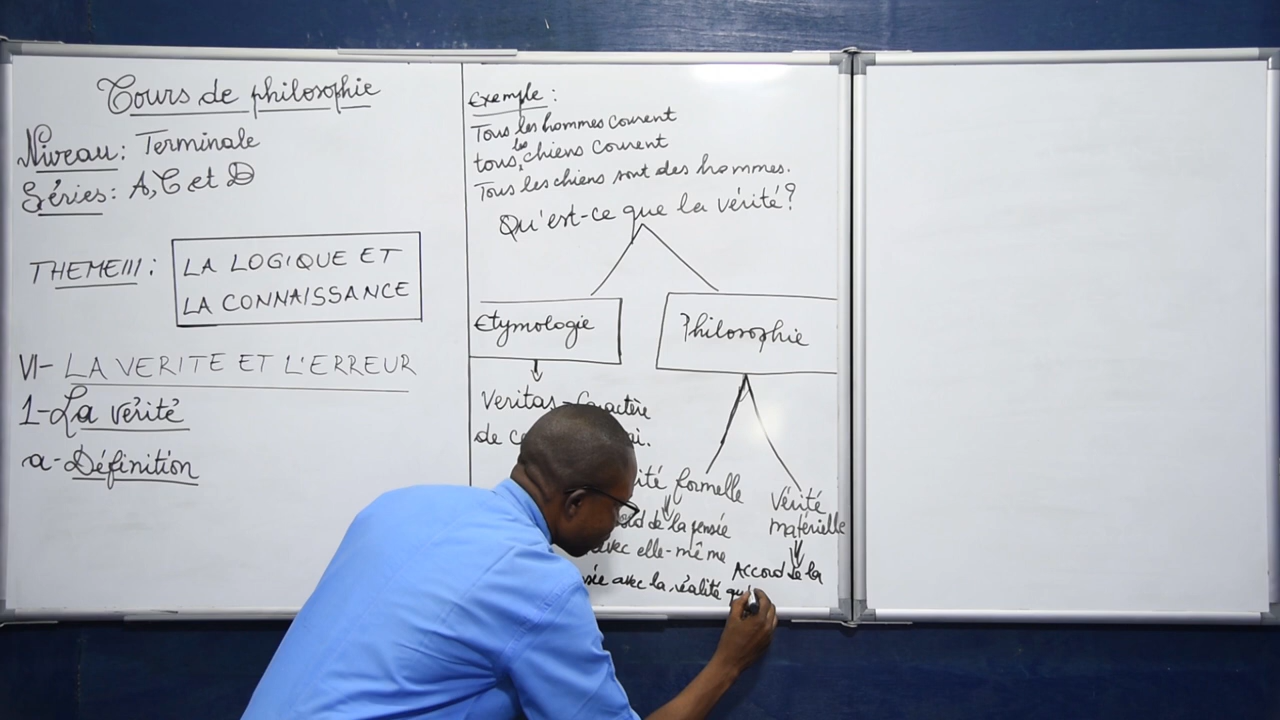 Cours de philosophie
Niveau: Terminale
Séries: A, C et D
THEME III:
LA LOGIQUE ET
LA CONNAISSANCE
VI- LA VERITE ET L'ERREUR
1- La vérité
a- Définition
Exemple:
Tous les hommes courent
tous les chiens courent
Tous les chiens sont des hommes.
Qu'est-ce que la vérité?
Etymologie
Philosophie
Veritas- Caractère
de
formelle
Vérité
matérielle
de la pensée
avec elle-même
Accord de la
avec la réalité